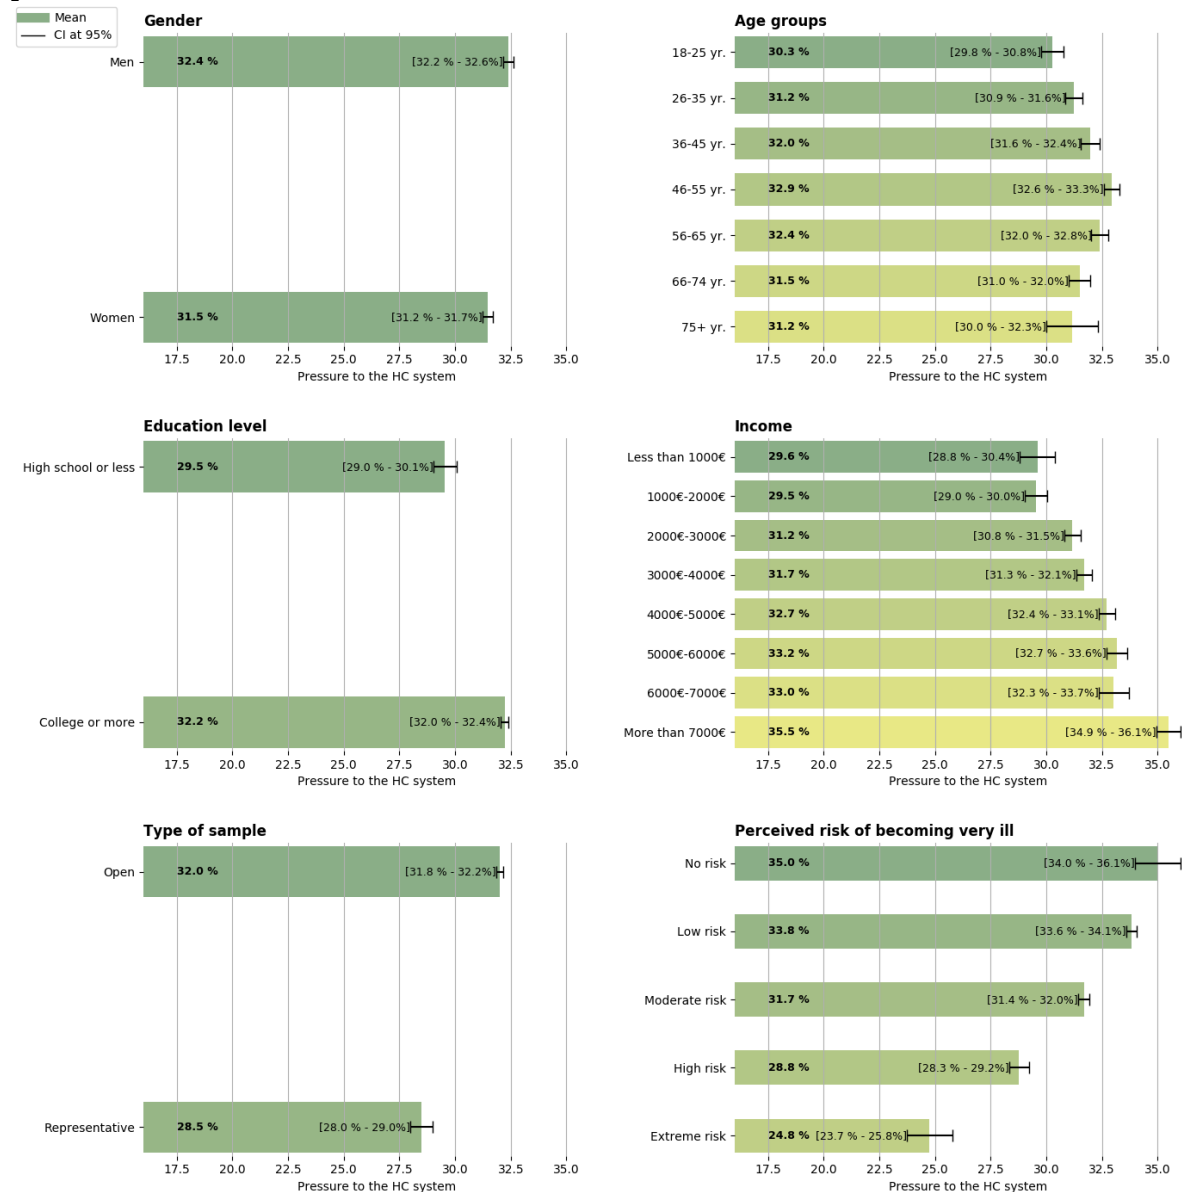 Mean
CI at 95%
Gender
Men
32.4 %
[32.2 % - 32.6%]
Women
31.5 %
[31.2 % - 31.7%]
17.5 20.0 22.5 25.0 27.5 30.0 32.5 35.0
Pressure to the HC system
Age groups
18-25 yr.
30.3 %
[29.8 % - 30.8%]
26-35 yr.
31.2 %
[30.9 % - 31.6%]
36-45 yr.
32.0 %
[31.6 % - 32.4%]
46-55 yr.
32.9 %
[32.6 % - 33.3%]
56-65 yr.
32.4 %
[32.0 % - 32.8%]
66-74 yr.
31.5 %
[31.0 % - 32.0%]
75+ yr.
31.2 %
[30.0 % - 32.3%]
17.5 20.0 22.5 25.0 27.5 30.0 32.5 35.0
Pressure to the HC system
Education level
High school or less
29.5 %
[29.0 % - 30.1%]
College or more
32.2 %
[32.0 % - 32.4%]
17.5 20.0 22.5 25.0 27.5 30.0 32.5 35.0
Pressure to the HC system
Income
Less than 1000€
29.6 %
[28.8 % - 30.4%]
1000€-2000€
29.5 %
[29.0 % - 30.0%]
2000€-3000€
31.2 %
[30.8 % - 31.5%]
3000€-4000€
31.7 %
[31.3 % - 32.1%]
4000€-5000€
32.7 %
[32.4 % - 33.1%]
5000€-6000€
33.2 %
[32.7 % - 33.6%]
6000€-7000€
33.0 %
[32.3 % - 33.7%]
More than 7000€
35.5 %
[34.9 % - 36.1%]
17.5 20.0 22.5 25.0 27.5 30.0 32.5 35.0
Pressure to the HC system
Type of sample
Open
32.0 %
[31.8 % - 32.2%]
Representative
28.5 %
[28.0 % - 29.0%]
17.5 20.0 22.5 25.0 27.5 30.0 32.5 35.0
Pressure to the HC system
Perceived risk of becoming very ill
No risk
35.0 %
[34.0 % - 36.1%]
Low risk
33.8 %
[33.6 % - 34.1%]
Moderate risk
31.7 %
[31.4 % - 32.0%]
High risk
28.8 %
[28.3 % - 29.2%]
Extreme risk
24.8 %
[23.7 % - 25.8%]
17.5 20.0 22.5 25.0 27.5 30.0 32.5 35.0
Pressure to the HC system